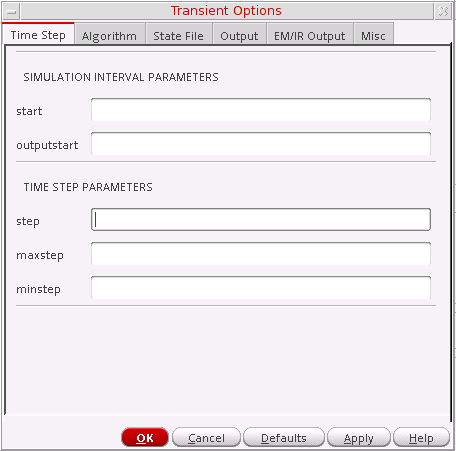 Transient Options
Time Step Algorithm State File Output EM/IR Output Misc
SIMULATION INTERVAL PARAMETERS
start
outputstart
TIME STEP PARAMETERS
step
maxstep
minstep
OK Cancel Defaults Apply Help